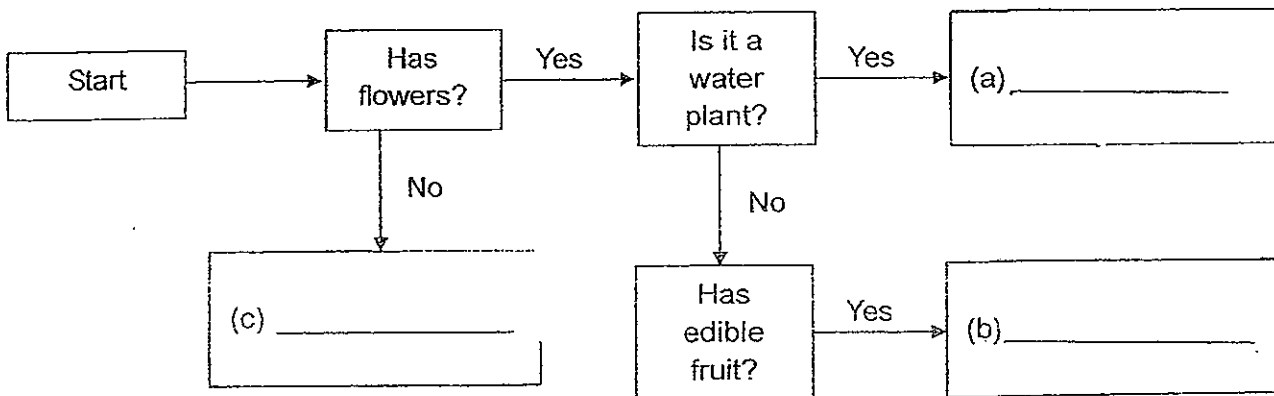 Start
Has
flowers?
Yes
Is it a
water
plant?
Yes
(a)
No
No
(c)
Has
edible
fruit?
Yes
(b)